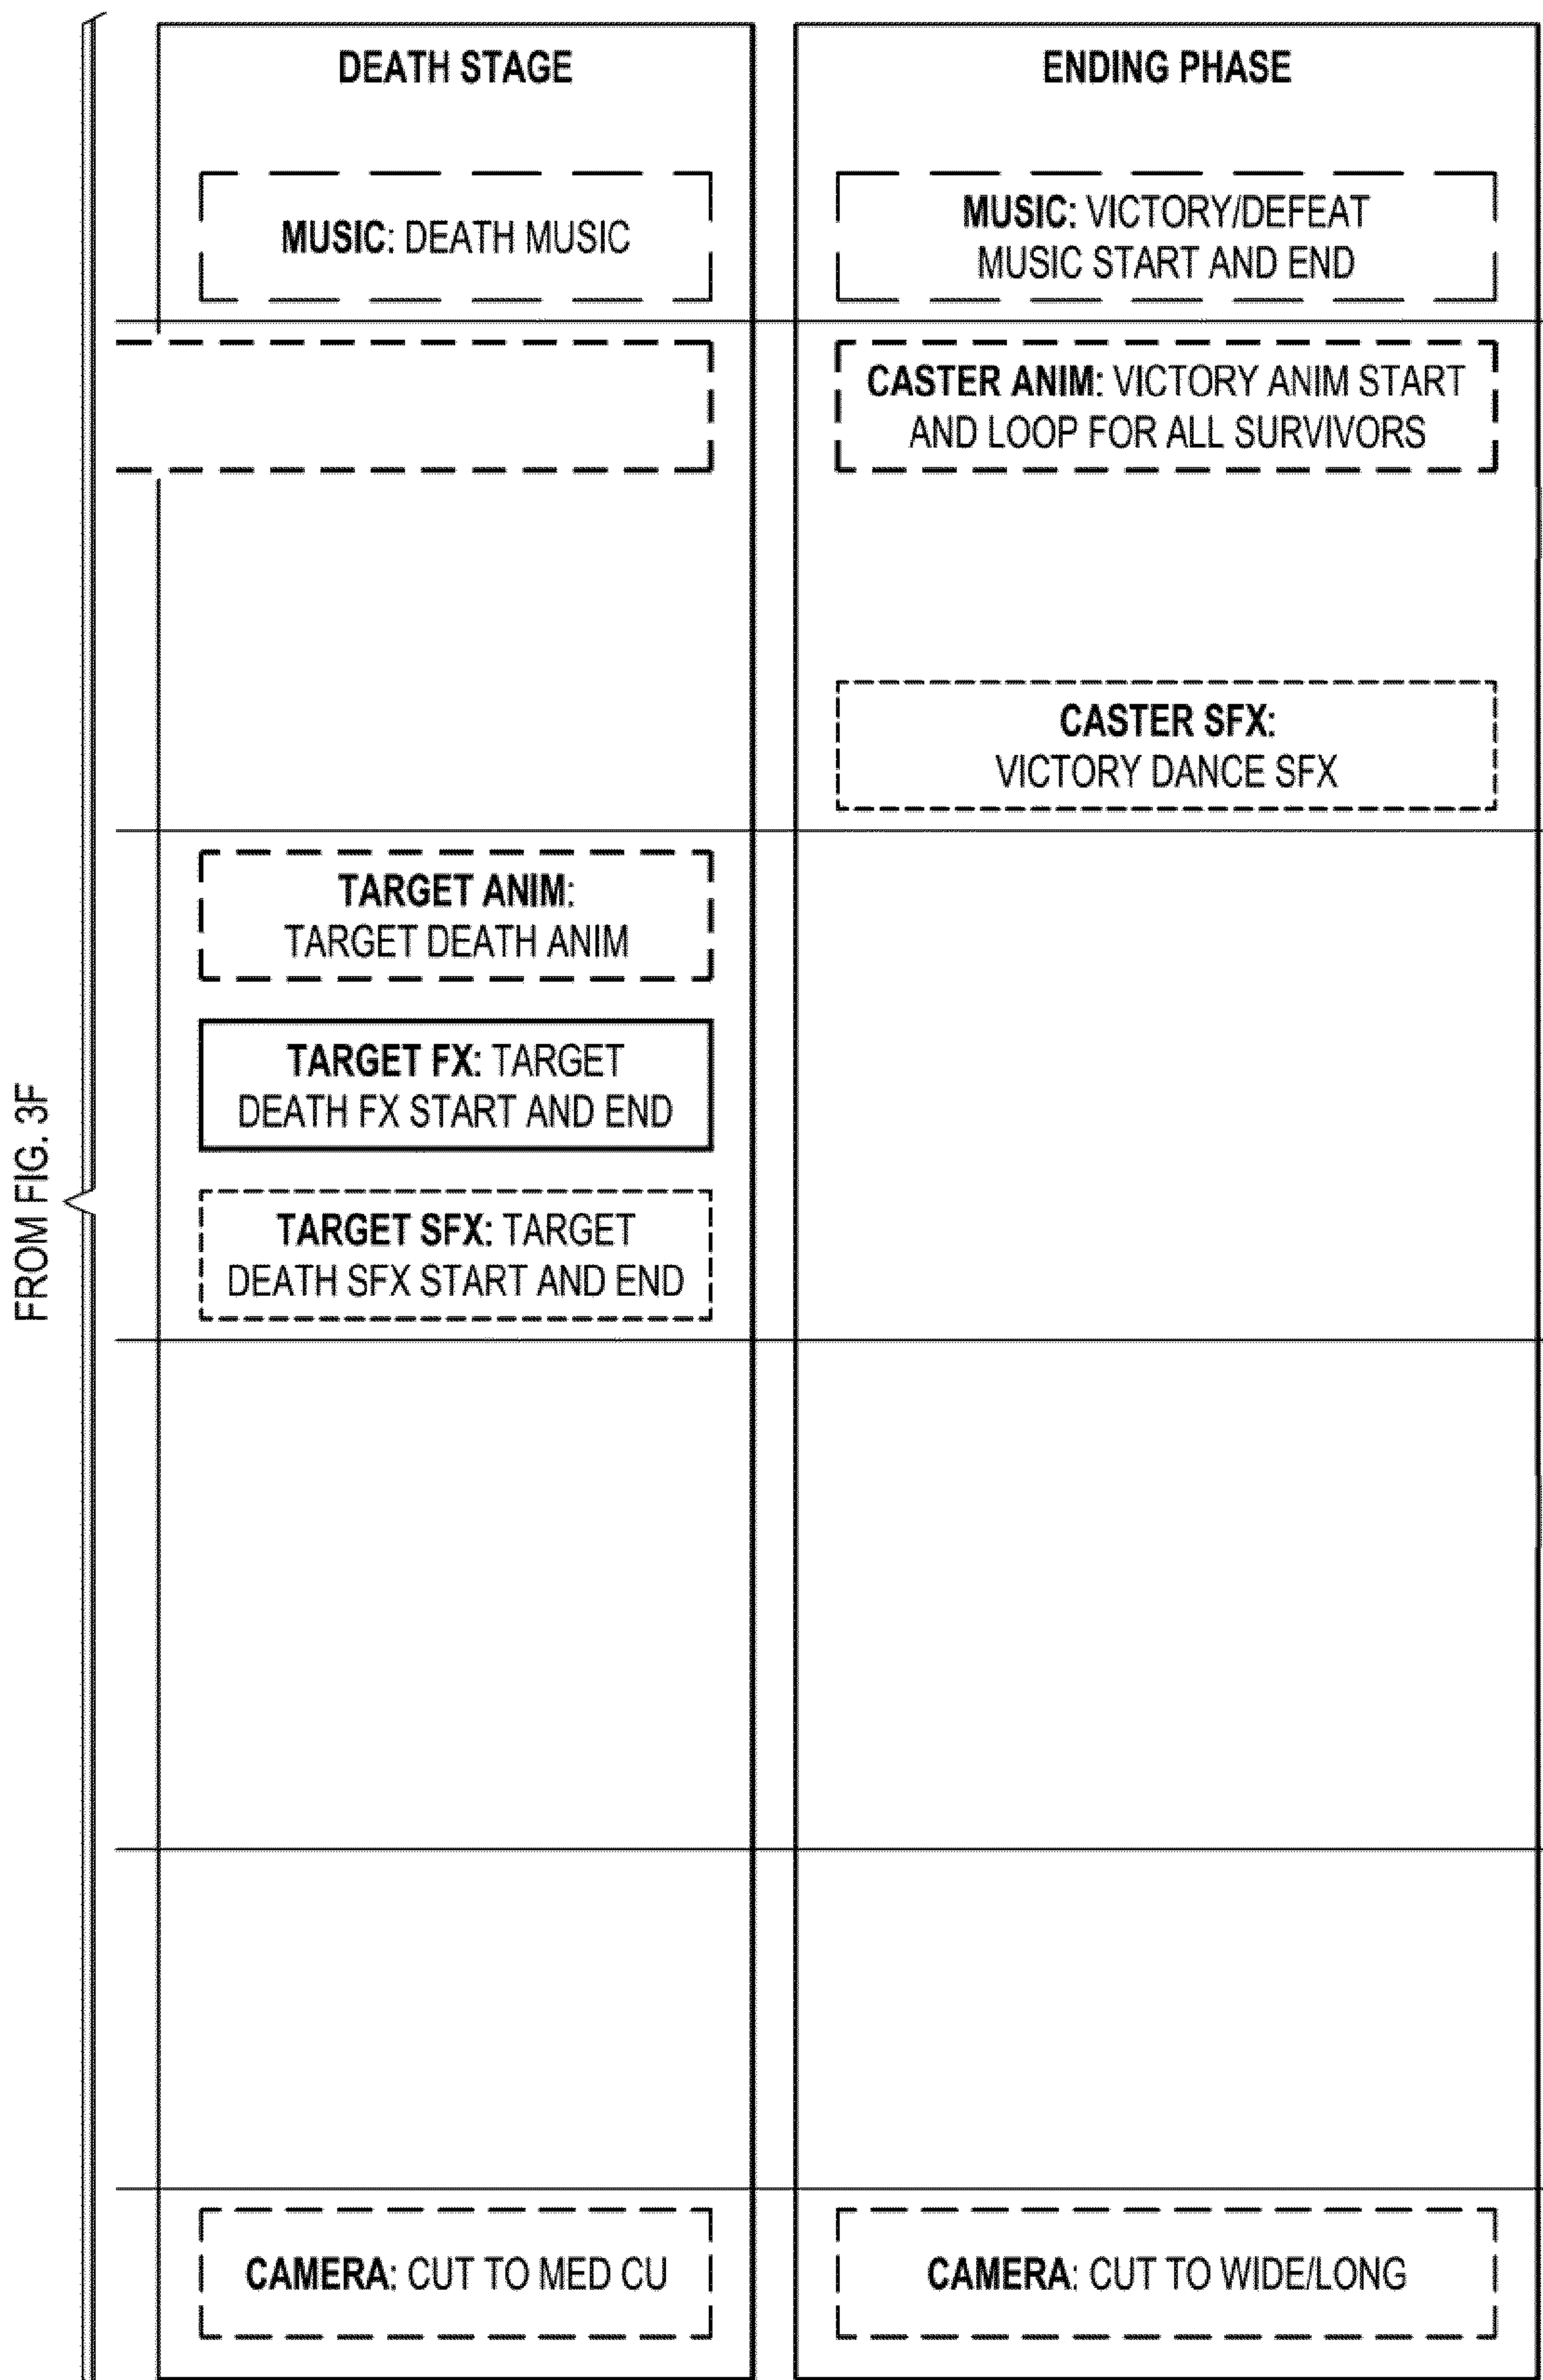 FROM FIG. 3F
DEATH STAGE
MUSIC: DEATH MUSIC
TARGET ANIM:
TARGET DEATH ANIM
TARGET FX: TARGET
DEATH FX START AND END
TARGET SFX: TARGET
DEATH SFX START AND END
CAMERA: CUT TO MED CU
ENDING PHASE
MUSIC: VICTORY/DEFEAT
MUSIC START AND END
CASTER ANIM: VICTORY ANIM START
AND LOOP FOR ALL SURVIVORS
CASTER SFX:
VICTORY DANCE SFX
CAMERA: CUT TO WIDE/LONG